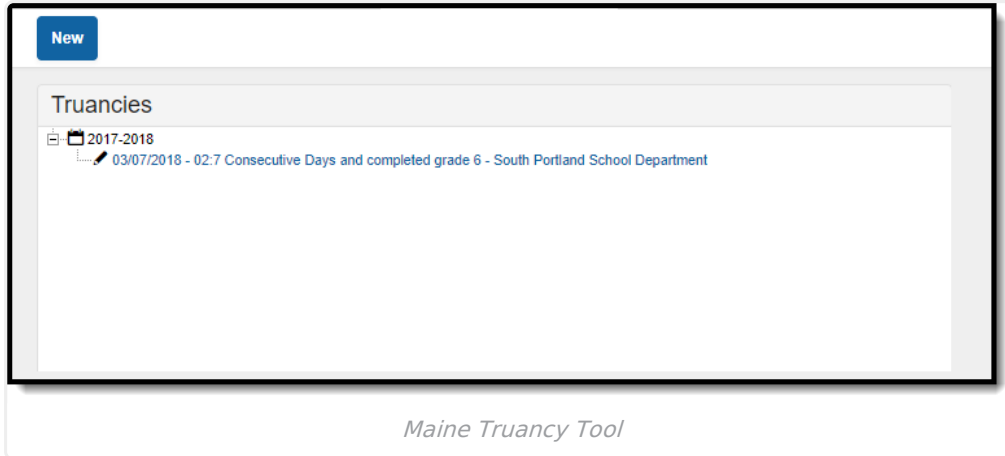 New
Truancies
2017-2018
03/07/2018 - 02:7 Consecutive Days and completed grade 6 - South Portland School Department
Maine Truancy Tool